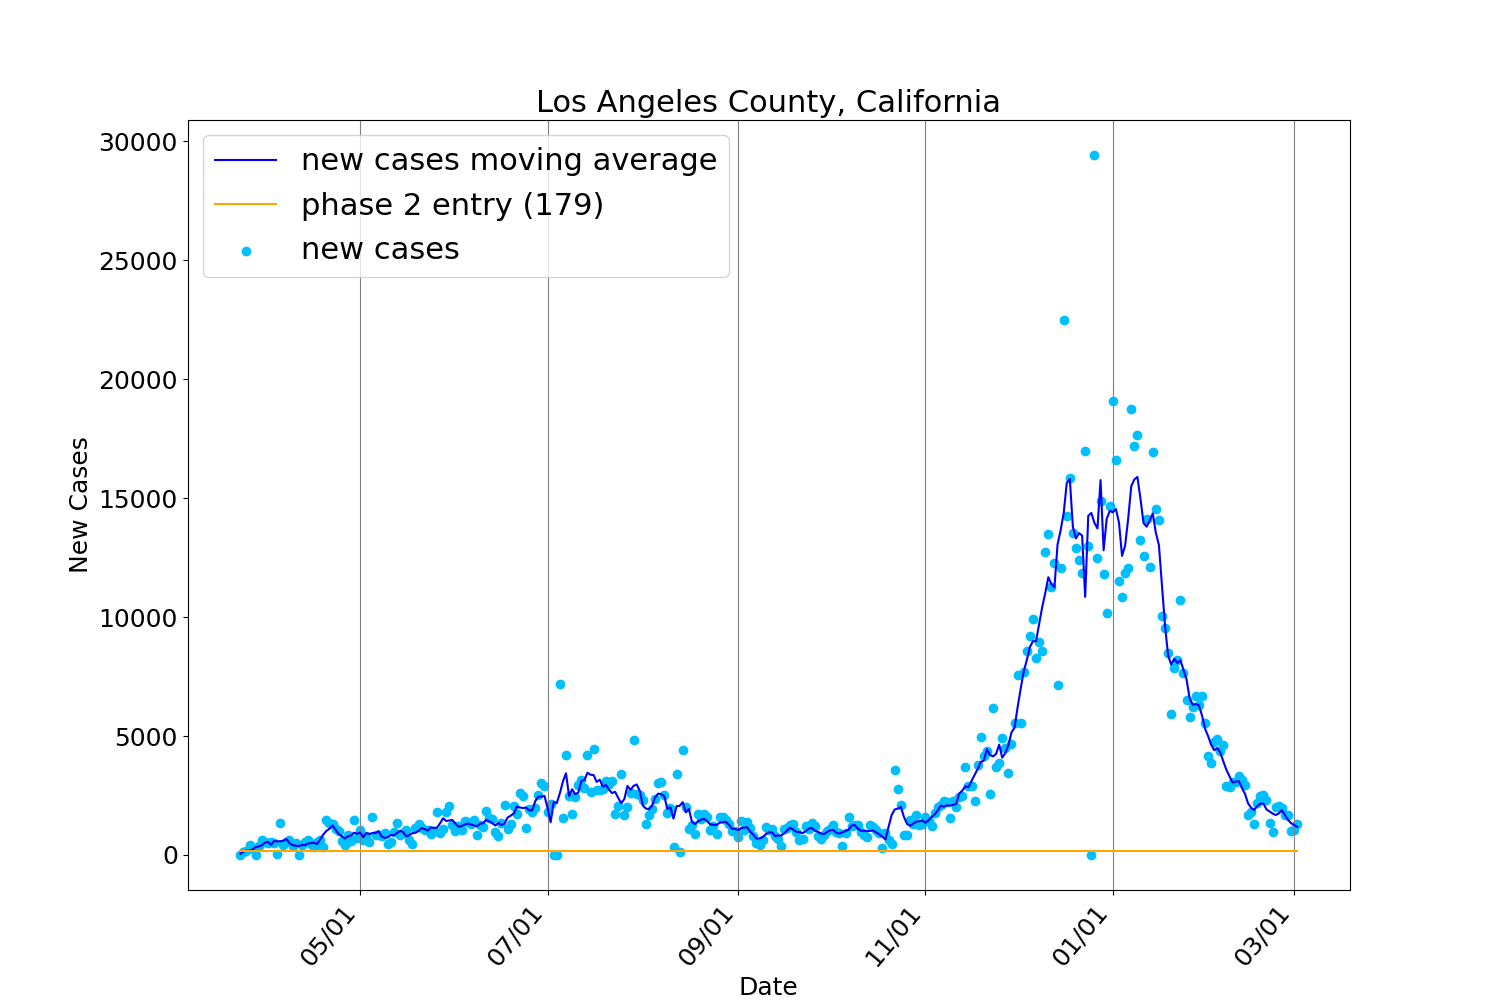 Los Angeles County, California
30000
25000
20000
15000
10000
5000
0
New Cases
new cases moving average
phase 2 entry (179)
new cases
05/01
07/01
09/01
11/01
01/01
03/01
Date